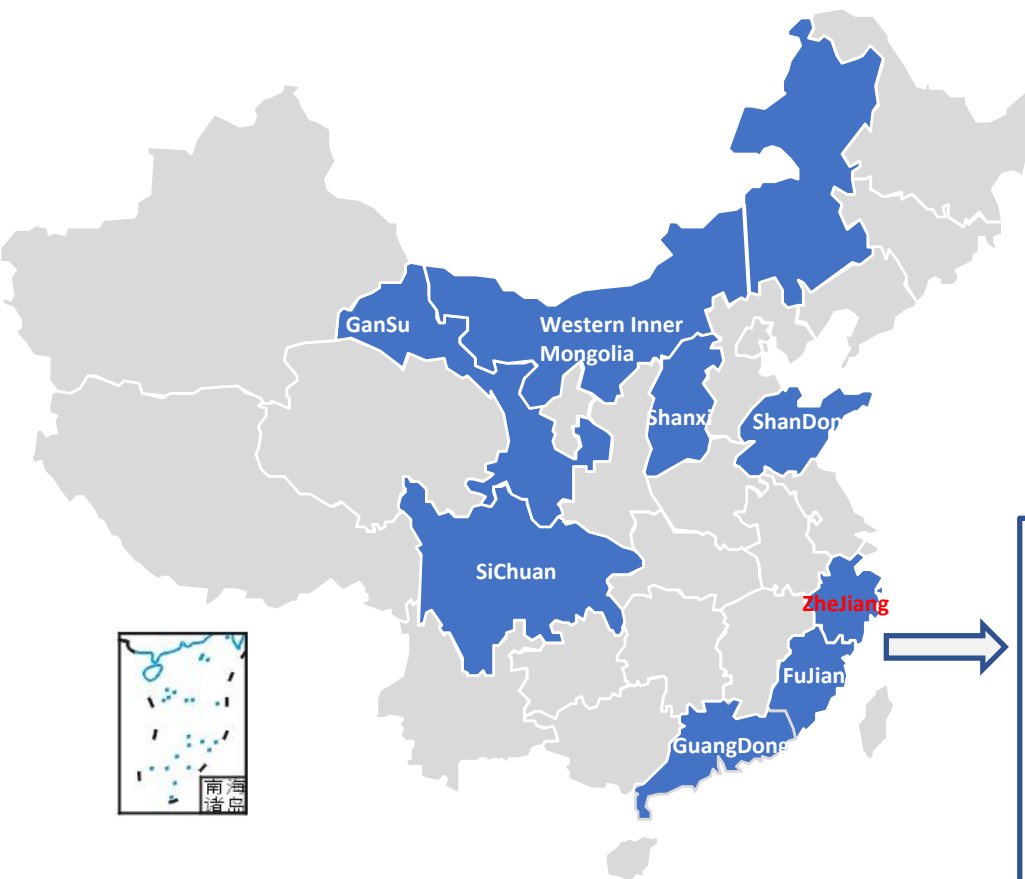 GanSu
Western Inner
Mongolia
Shanxi
ShanDon
SiChuan
ZheJiang
FuJian
GuangDong
南海
诸岛